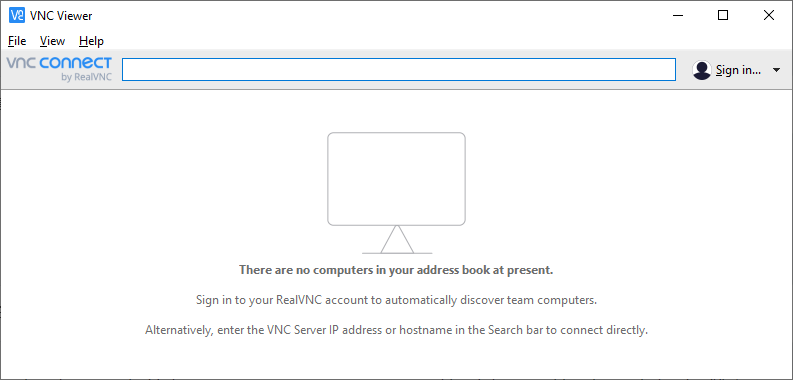 VNC Viewer
File View Help
vnc connect
by RealVNC
Sign in...
There are no computers in your address book at present.
Sign in to your RealVNC account to automatically discover team computers.
Alternatively, enter the VNC Server IP address or hostname in the Search bar to connect directly.